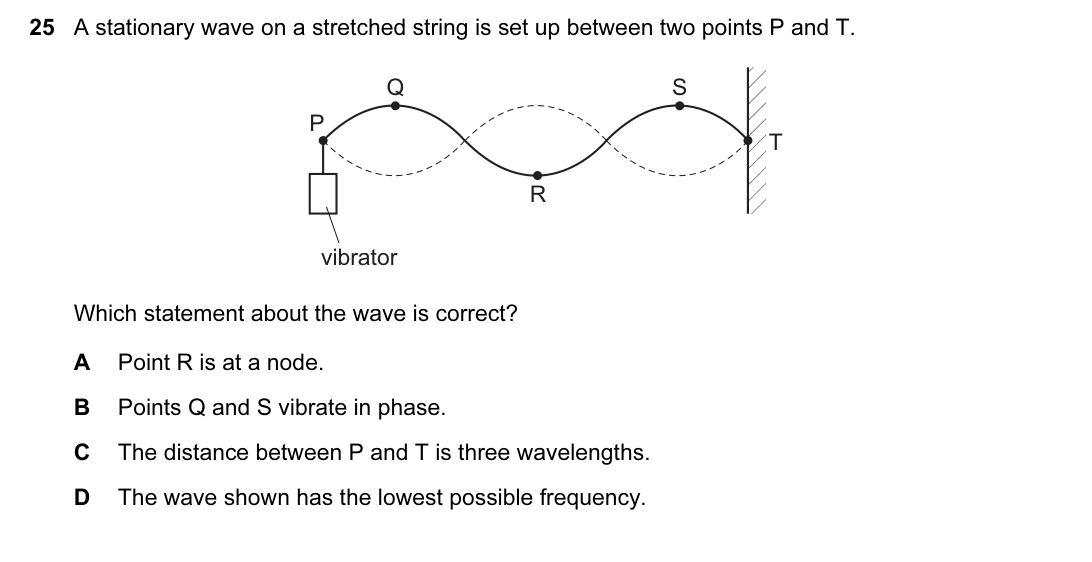 25 A stationary wave on a stretched string is set up between two points P and T.
Q
S
P
T
R
vibrator
Which statement about the wave is correct?
A Point R is at a node.
B Points Q and S vibrate in phase.
C The distance between P and T is three wavelengths.
D The wave shown has the lowest possible frequency.